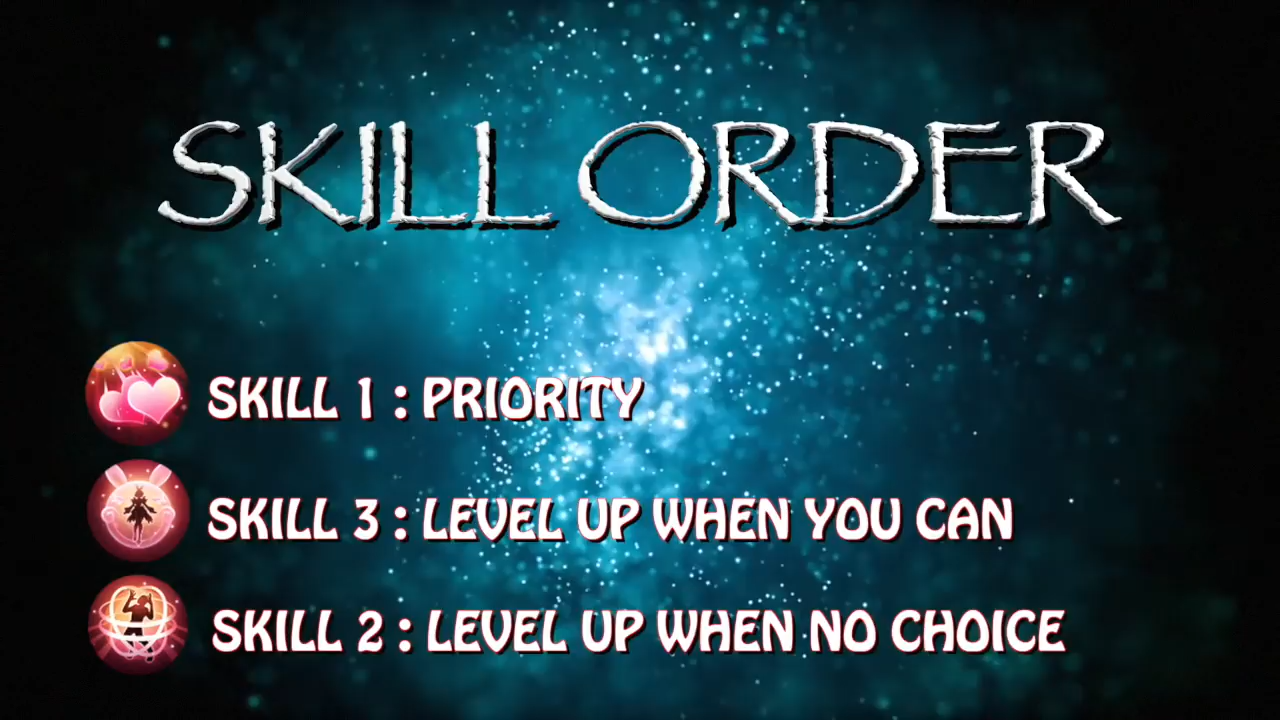 SKILL ORDER
SKILL 1 : PRIORITY
SKILL 3 : LEVEL UP WHEN YOU CAN
SKILL 2 : LEVEL UP WHEN NO CHOICE